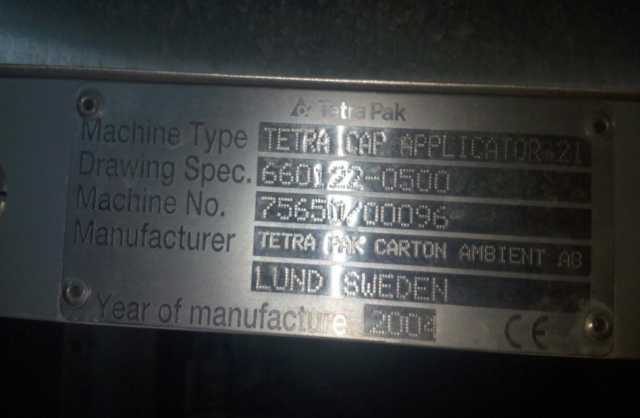 Tetra Pak
Machine Type TETRA CAP APPLICATOR 21
Drawing Spec. 660122-0500
Machine No. 75650/00096
Manufacturer TETRA PAK CARTON AMBIENT AB
LUND SWEDEN
Year of manufacture 2004 CE